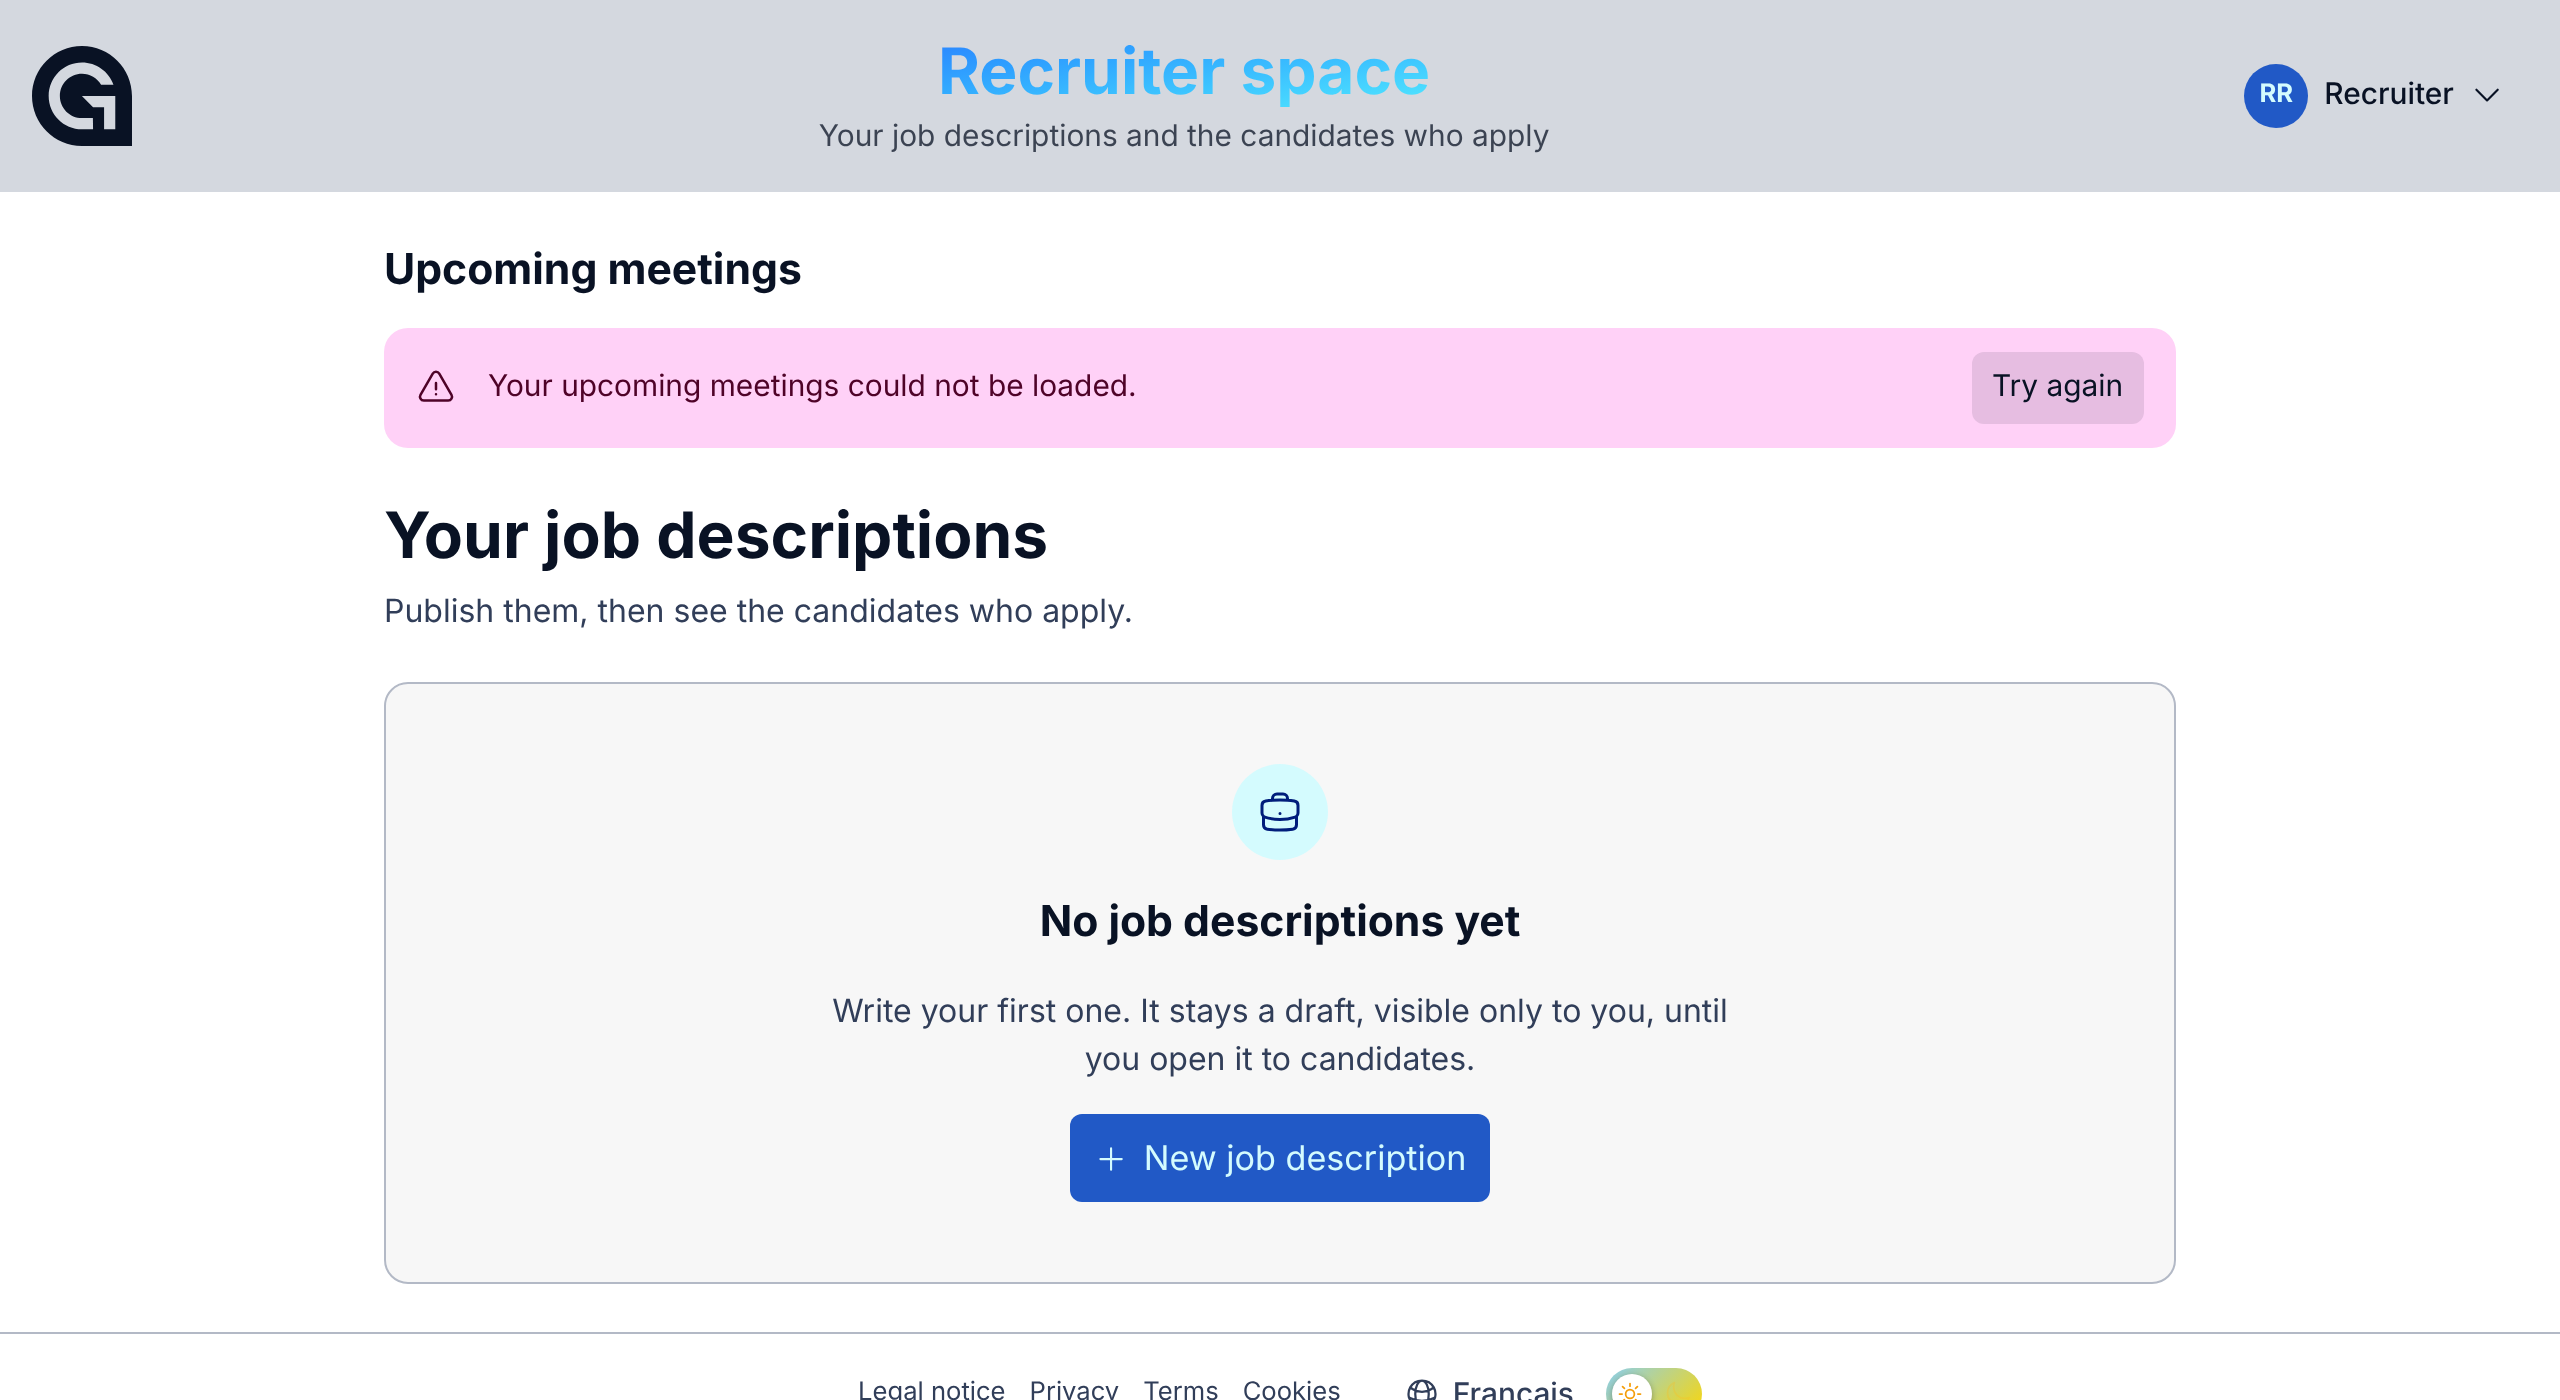 Recruiter space
Your job descriptions and the candidates who apply
RR Recruiter
Upcoming meetings
Your upcoming meetings could not be loaded.
Try again
Your job descriptions
Publish them, then see the candidates who apply.
No job descriptions yet
Write your first one. It stays a draft, visible only to you, until
you open it to candidates.
+ New job description
Legal notice Privacy Terms Cookies Français